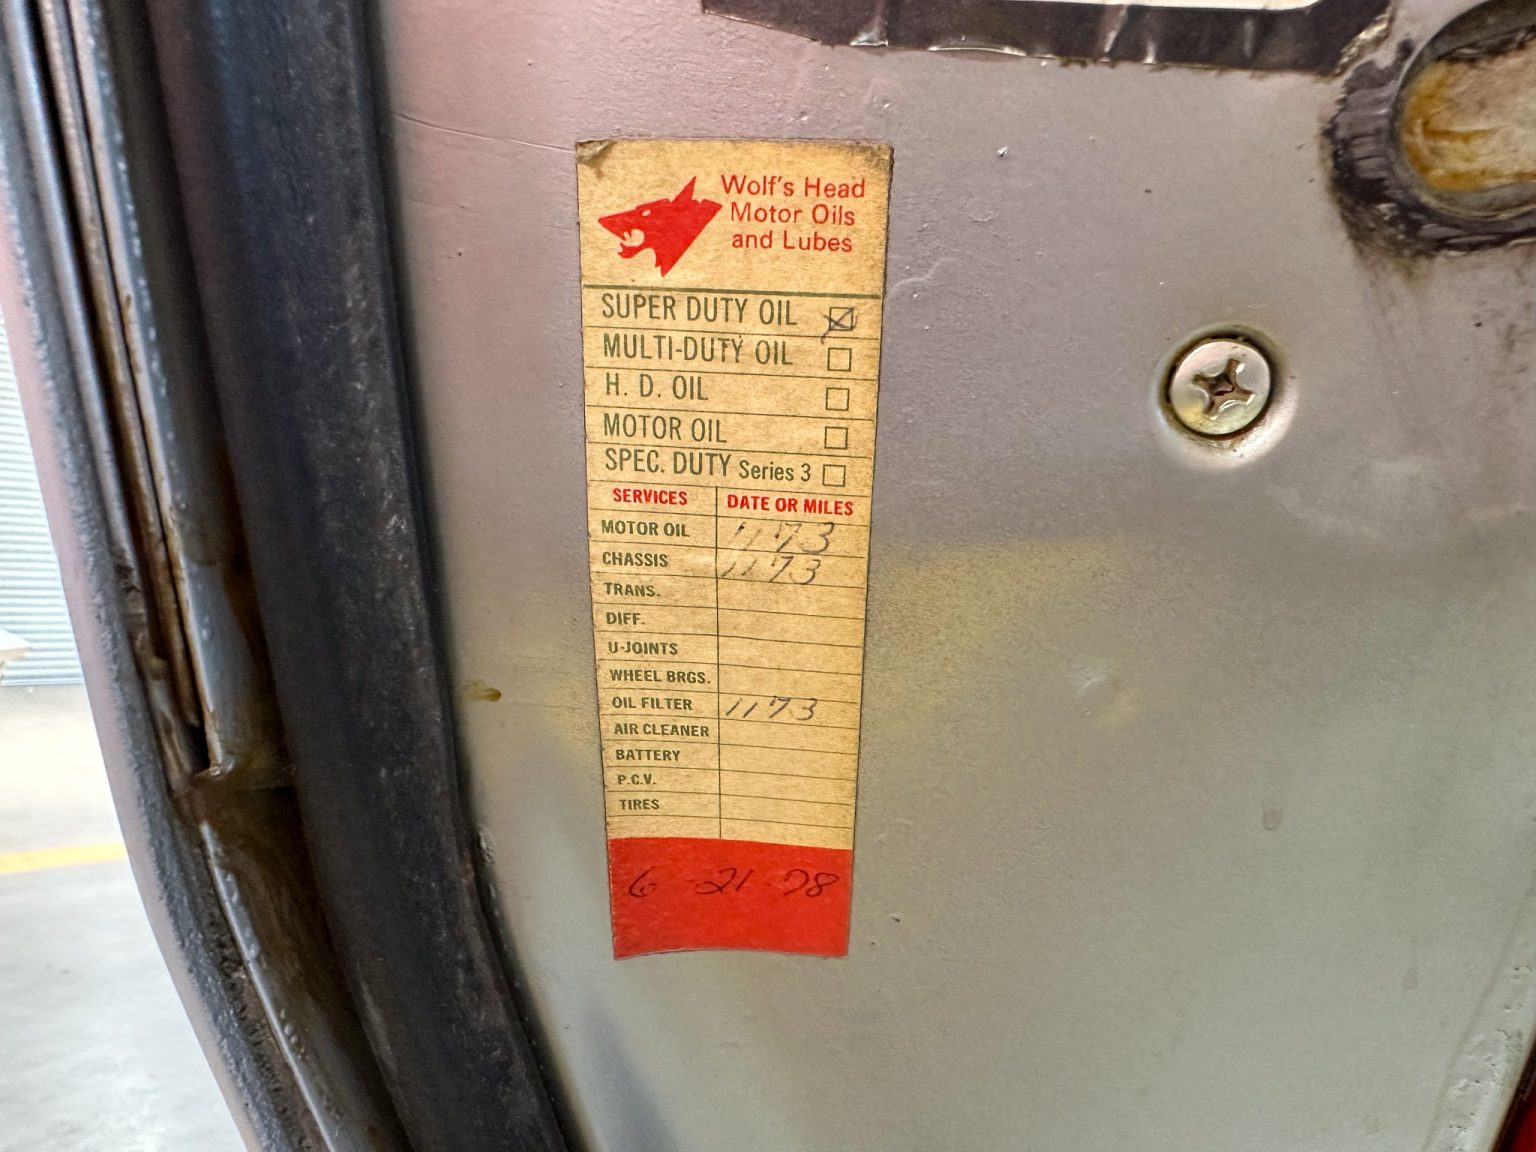 Wolf's Head
Motor Oils
and Lubes
SUPER DUTY OIL
MULTI-DUTY OIL
H. D. OIL
MOTOR OIL
SPEC. DUTY Series 3
SERVICES DATE OR MILES
MOTOR OIL 1173
CHASSIS 1173
TRANS.
DIFF.
U-JOINTS
WHEEL BRGS.
OIL FILTER 1173
AIR CLEANER
BATTERY
P.C.V.
TIRES
6-21-78